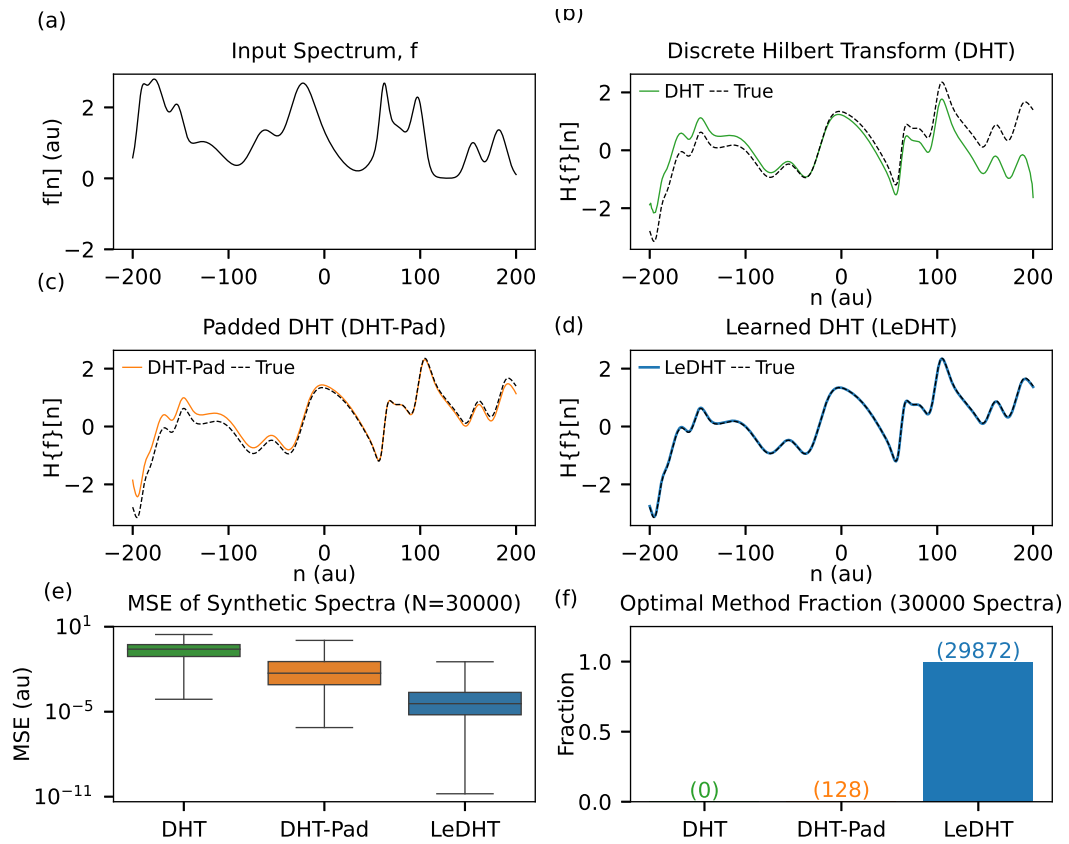 (a)
Input Spectrum, f
f[n] (au)
2
0
−2
−200 −100 0 100 200
(b)
Discrete Hilbert Transform (DHT)
DHT True
H{f}[n]
2
0
−2
−200 −100 0 100 200
n (au)
(c)
Padded DHT (DHT-Pad)
DHT-Pad True
H{f}[n]
2
0
−2
−200 −100 0 100 200
n (au)
(d)
Learned DHT (LeDHT)
LeDHT True
H{f}[n]
2
0
−2
−200 −100 0 100 200
n (au)
(e)
MSE of Synthetic Spectra (N=30000)
MSE (au)
10^1
10^−5
10^−11
DHT DHT-Pad LeDHT
(f)
Optimal Method Fraction (30000 Spectra)
Fraction
1.0
0.5
0.0
(0) (128) (29872)
DHT DHT-Pad LeDHT